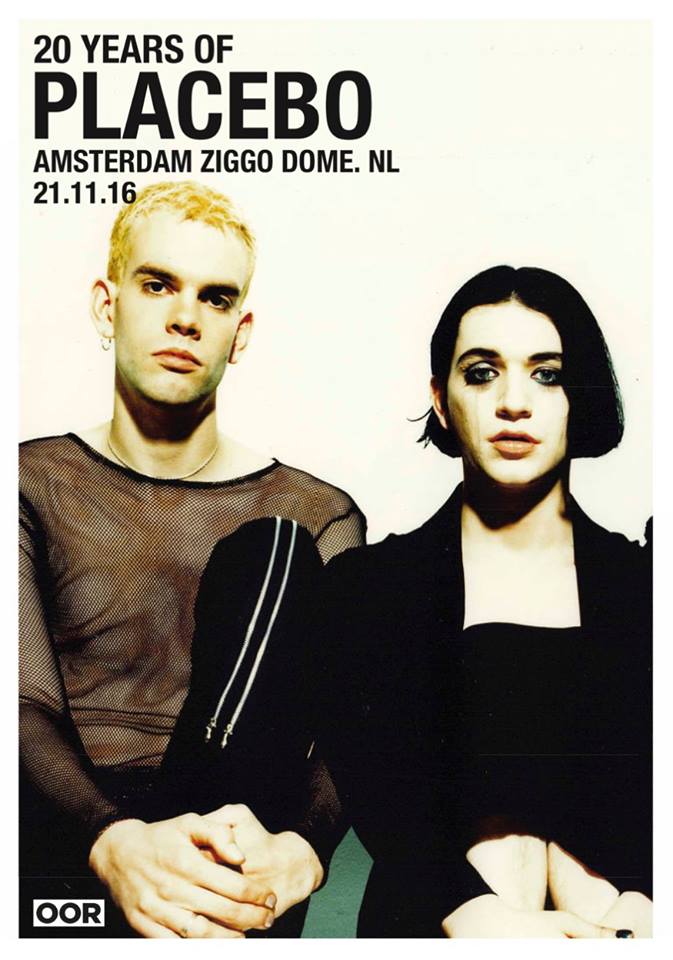 20 YEARS OF
PLACEBO
AMSTERDAM ZIGGO DOME. NL
21.11.16
OOR